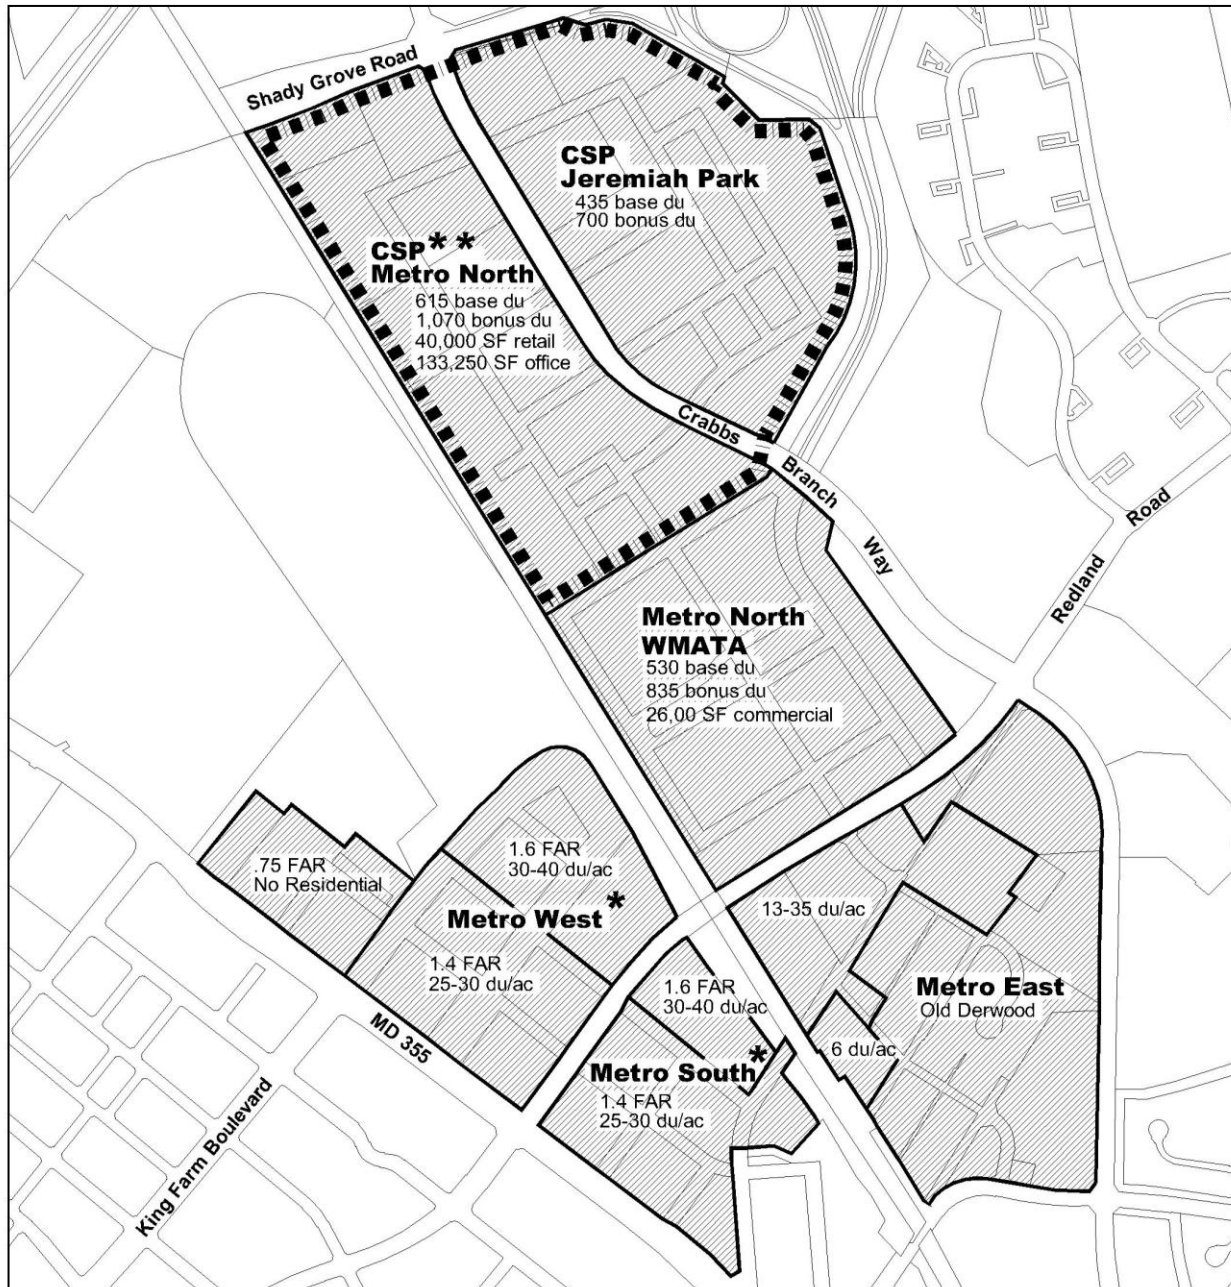 Shady Grove Road
CSP
Jeremiah Park
435 base du
700 bonus du
CSP**
Metro North
615 base du
1,070 bonus du
40,000 SF retail
133,250 SF office
Crabbs
Branch
Way
Road
Redland
Metro North
WMATA
530 base du
835 bonus du
26,00 SF commercial
.75 FAR
No Residential
1.6 FAR
30-40 du/ac
Metro West*
1.4 FAR
25-30 du/ac
13-35 du/ac
1.6 FAR
30-40 du/ac
Metro East
Old Derwood
6 du/ac
Metro South*
1.4 FAR
25-30 du/ac
MD 355
King Farm Boulevard